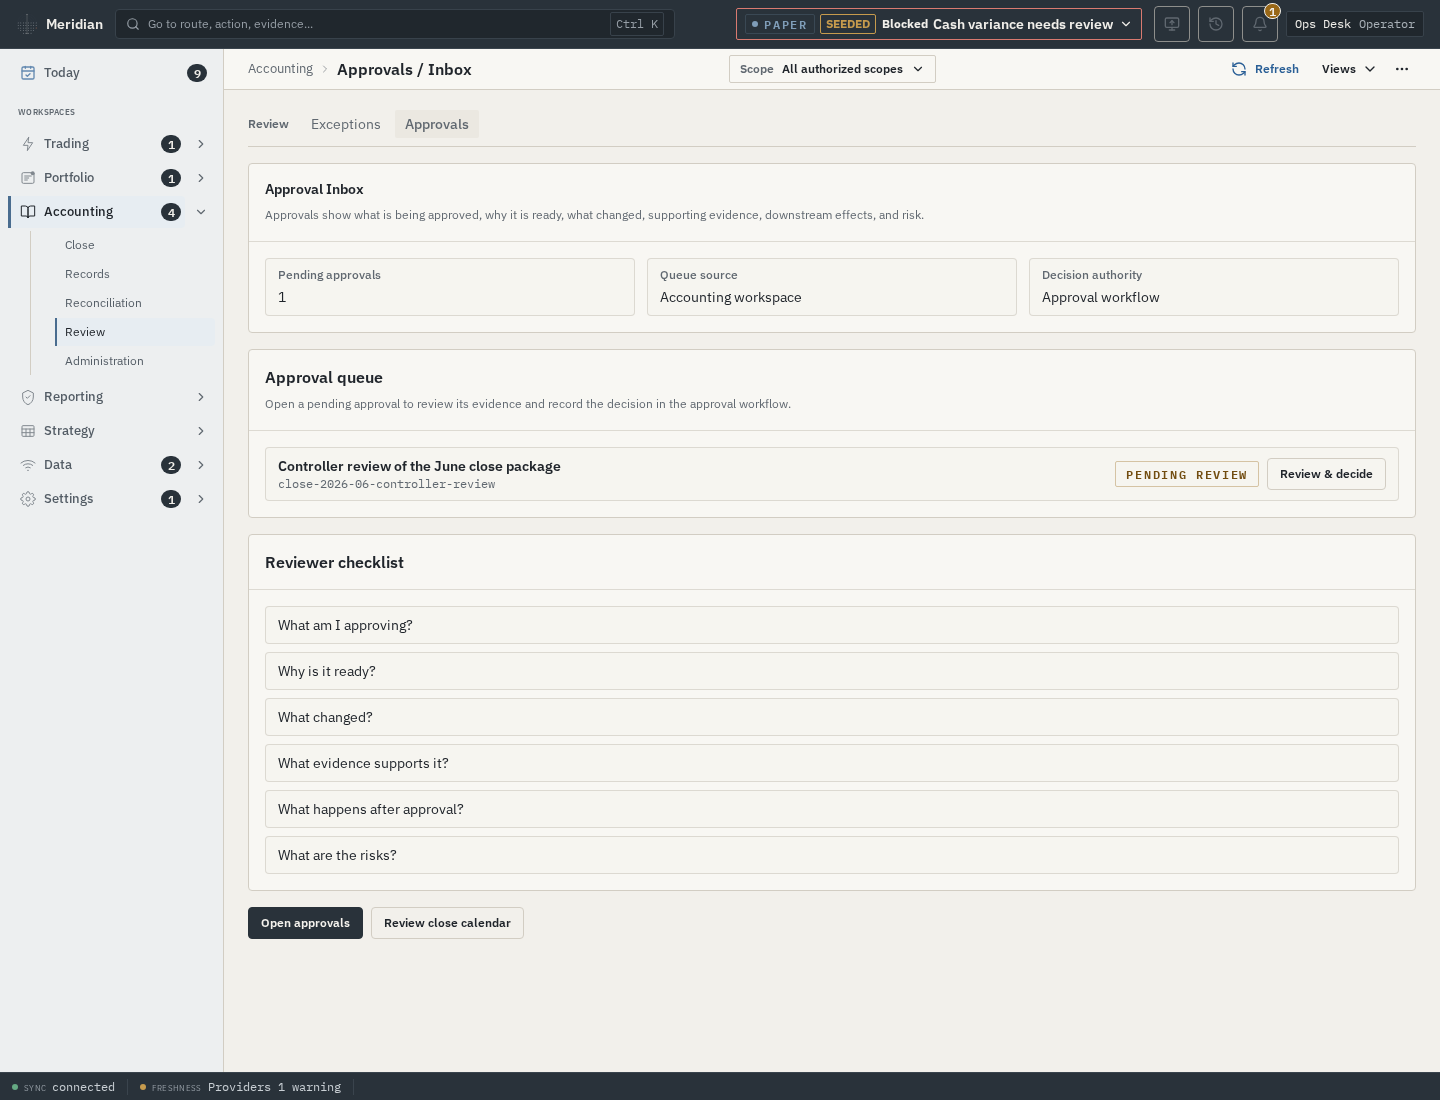 Meridian
Go to route, action, evidence...
Ctrl K
PAPER
SEEDED
Blocked Cash variance needs review
1
Ops Desk Operator
Today
9
WORKSPACES
Trading
1
Portfolio
1
Accounting
4
Close
Records
Reconciliation
Review
Administration
Reporting
Strategy
Data
2
Settings
1
Accounting
Approvals / Inbox
Scope All authorized scopes
Refresh
Views
Review
Exceptions
Approvals
Approval Inbox
Approvals show what is being approved, why it is ready, what changed, supporting evidence, downstream effects, and risk.
Pending approvals
1
Queue source
Accounting workspace
Decision authority
Approval workflow
Approval queue
Open a pending approval to review its evidence and record the decision in the approval workflow.
Controller review of the June close package
close-2026-06-controller-review
PENDING REVIEW
Review & decide
Reviewer checklist
What am I approving?
Why is it ready?
What changed?
What evidence supports it?
What happens after approval?
What are the risks?
Open approvals
Review close calendar
SYNC connected
FRESHNESS Providers 1 warning